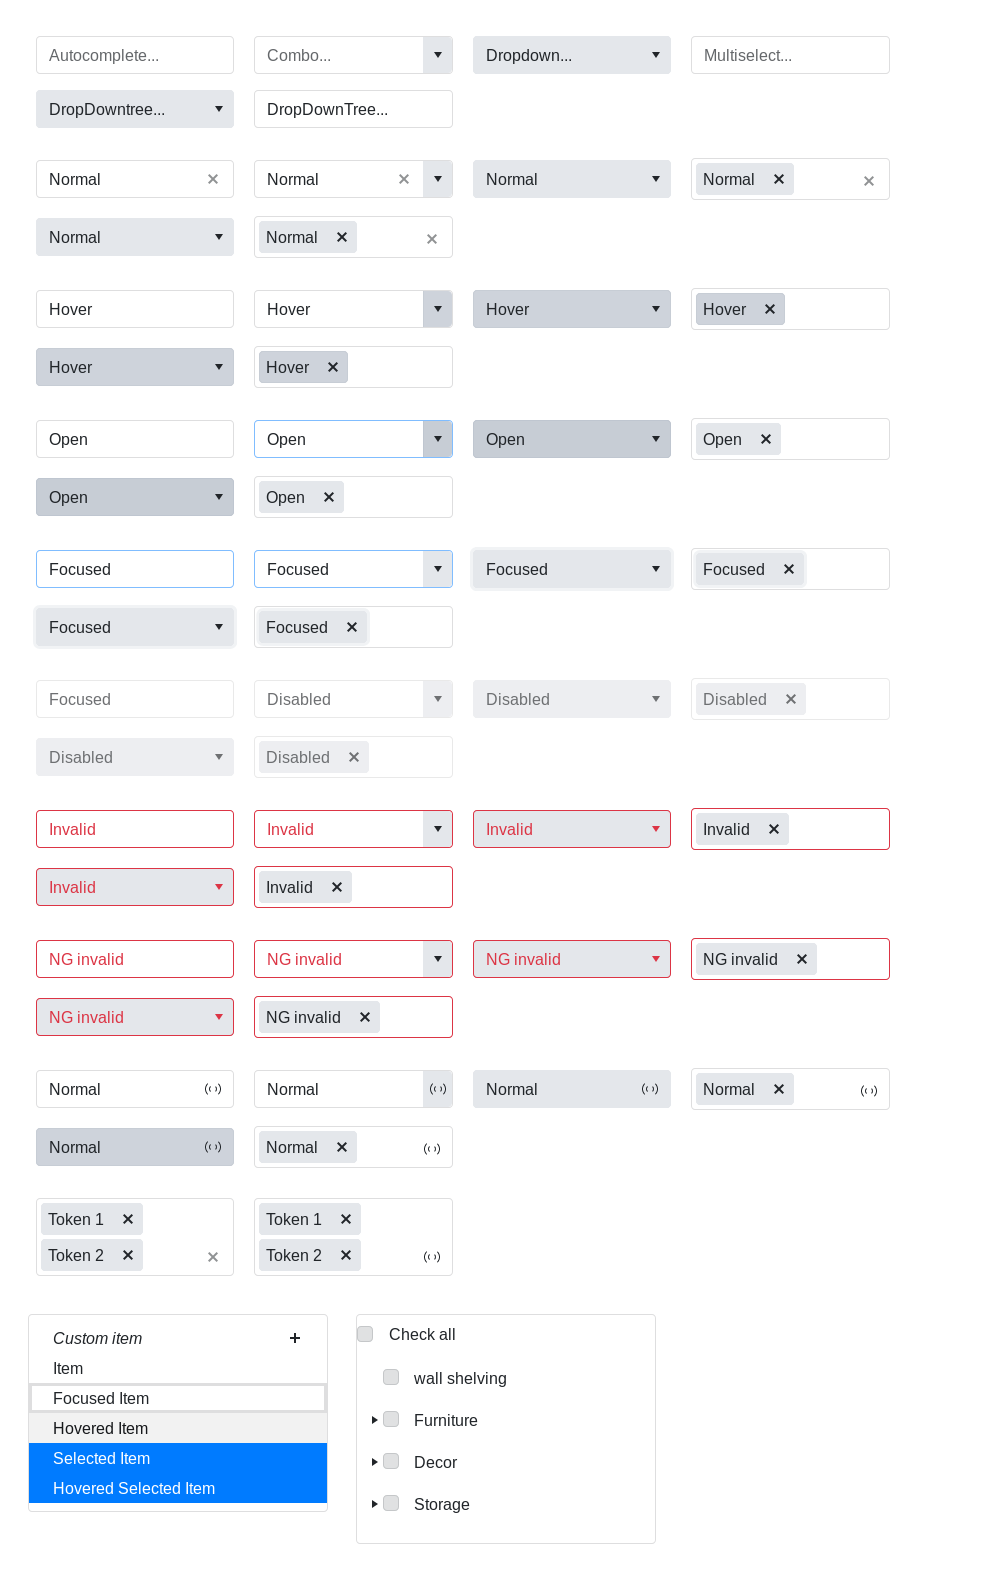 Autocomplete... Combo... Dropdown... Multiselect...
DropDowntree... DropDownTree...
Normal Normal Normal Normal
Normal Normal
Hover Hover Hover Hover
Hover Hover
Open Open Open Open
Open Open
Focused Focused Focused Focused
Focused Focused
Focused Disabled Disabled Disabled
Disabled Disabled
Invalid Invalid Invalid Invalid
Invalid Invalid
NG invalid NG invalid NG invalid NG invalid
NG invalid NG invalid
Normal Normal Normal Normal
Normal Normal
Token 1 Token 1
Token 2 Token 2
Custom item
Item
Focused Item
Hovered Item
Selected Item
Hovered Selected Item
Check all
wall shelving
Furniture
Decor
Storage